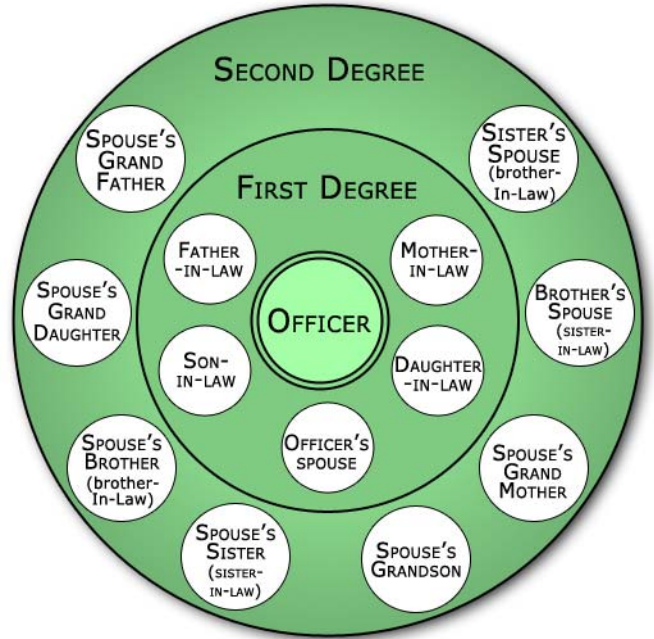 SECOND DEGREE
SPOUSE'S
GRAND
FATHER
SISTER'S
SPOUSE
(brother-
In-Law)
FIRST DEGREE
FATHER
-IN-LAW
MOTHER-
IN-LAW
SPOUSE'S
GRAND
DAUGHTER
OFFICER
BROTHER'S
SPOUSE
(SISTER-
IN-LAW)
SON-
IN-LAW
DAUGHTER
-IN-LAW
SPOUSE'S
BROTHER
(brother-
In-Law)
OFFICER'S
SPOUSE
SPOUSE'S
GRAND
MOTHER
SPOUSE'S
SISTER
(SISTER-
IN-LAW)
SPOUSE'S
GRANDSON